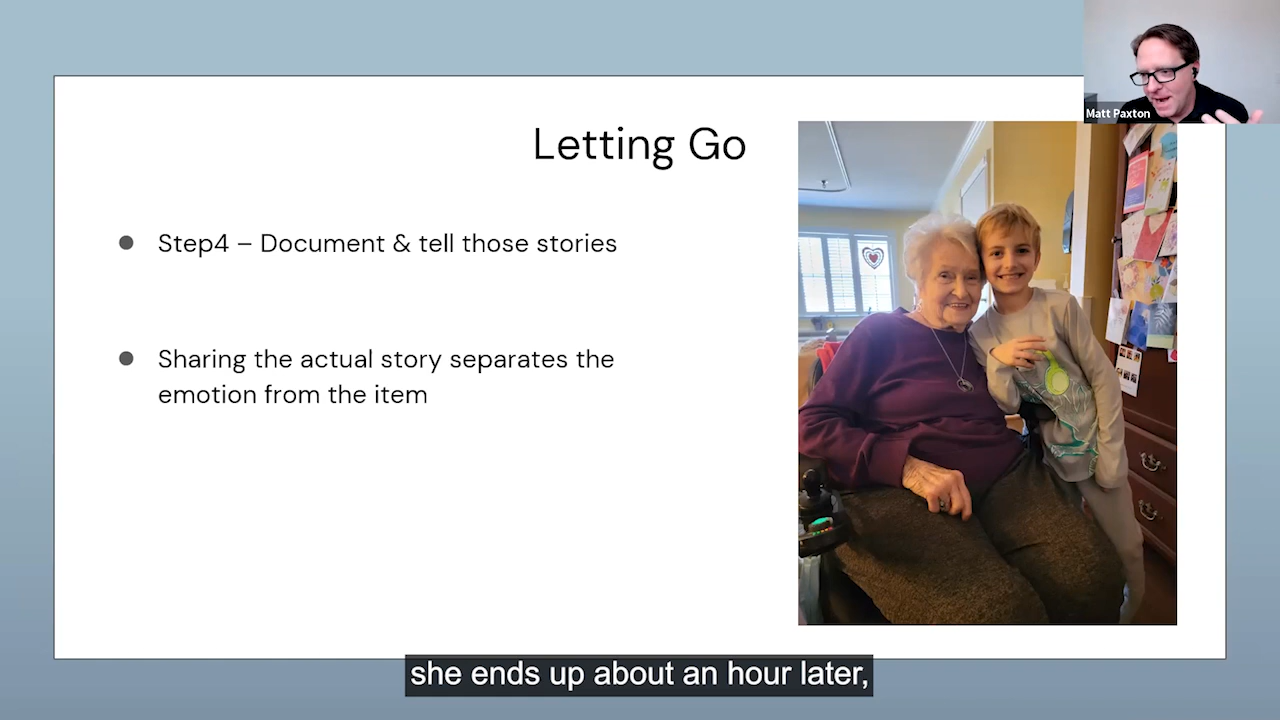 Matt Paxton
Letting Go
Step4 – Document & tell those stories
Sharing the actual story separates the
emotion from the item
she ends up about an hour later,